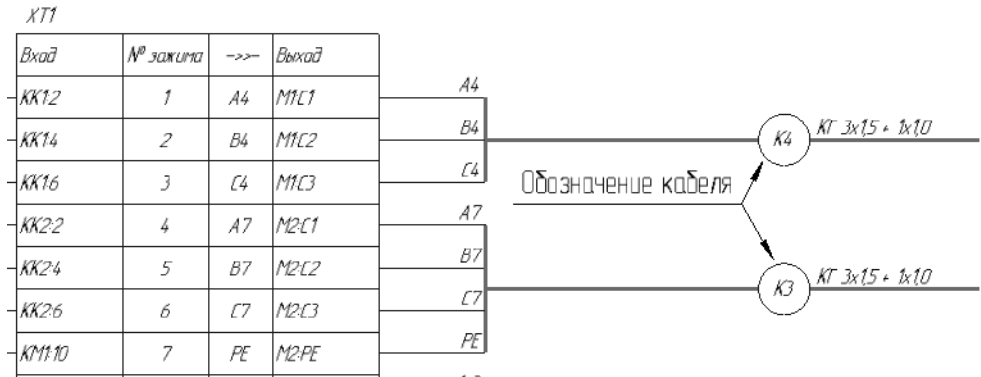 XT1
Вход № зажима ->>- Выход
KK1:2 1 A4 M1:C1 A4
KK1:4 2 B4 M1:C2 B4 K4 КГ 3x1,5 + 1x1,0
KK1:6 3 C4 M1:C3 C4
Обозначение кабеля
KK2:2 4 A7 M2:C1 A7
KK2:4 5 B7 M2:C2 B7
KK2:6 6 C7 M2:C3 C7 K3 КГ 3x1,5 + 1x1,0
KM1:10 7 PE M2:PE PE